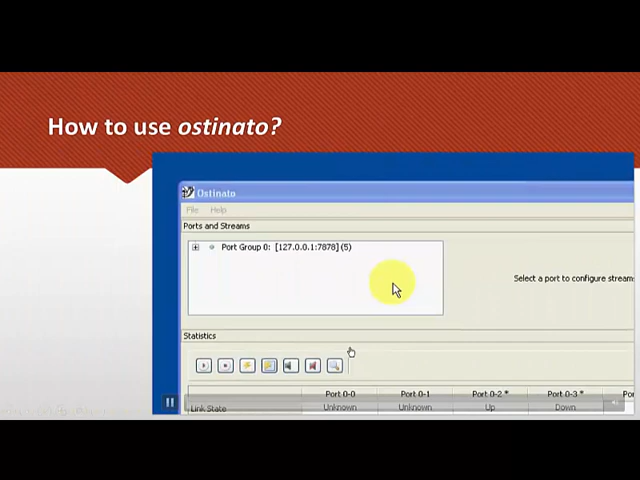 How to use ostinato?
Ostinato
File Help
Ports and Streams
Port Group 0: [127.0.0.1:7878] (5)
Select a port to configure stream
Statistics
Port 0-0 Port 0-1 Port 0-2 * Port 0-3 *
Link State Unknown Unknown Up Down